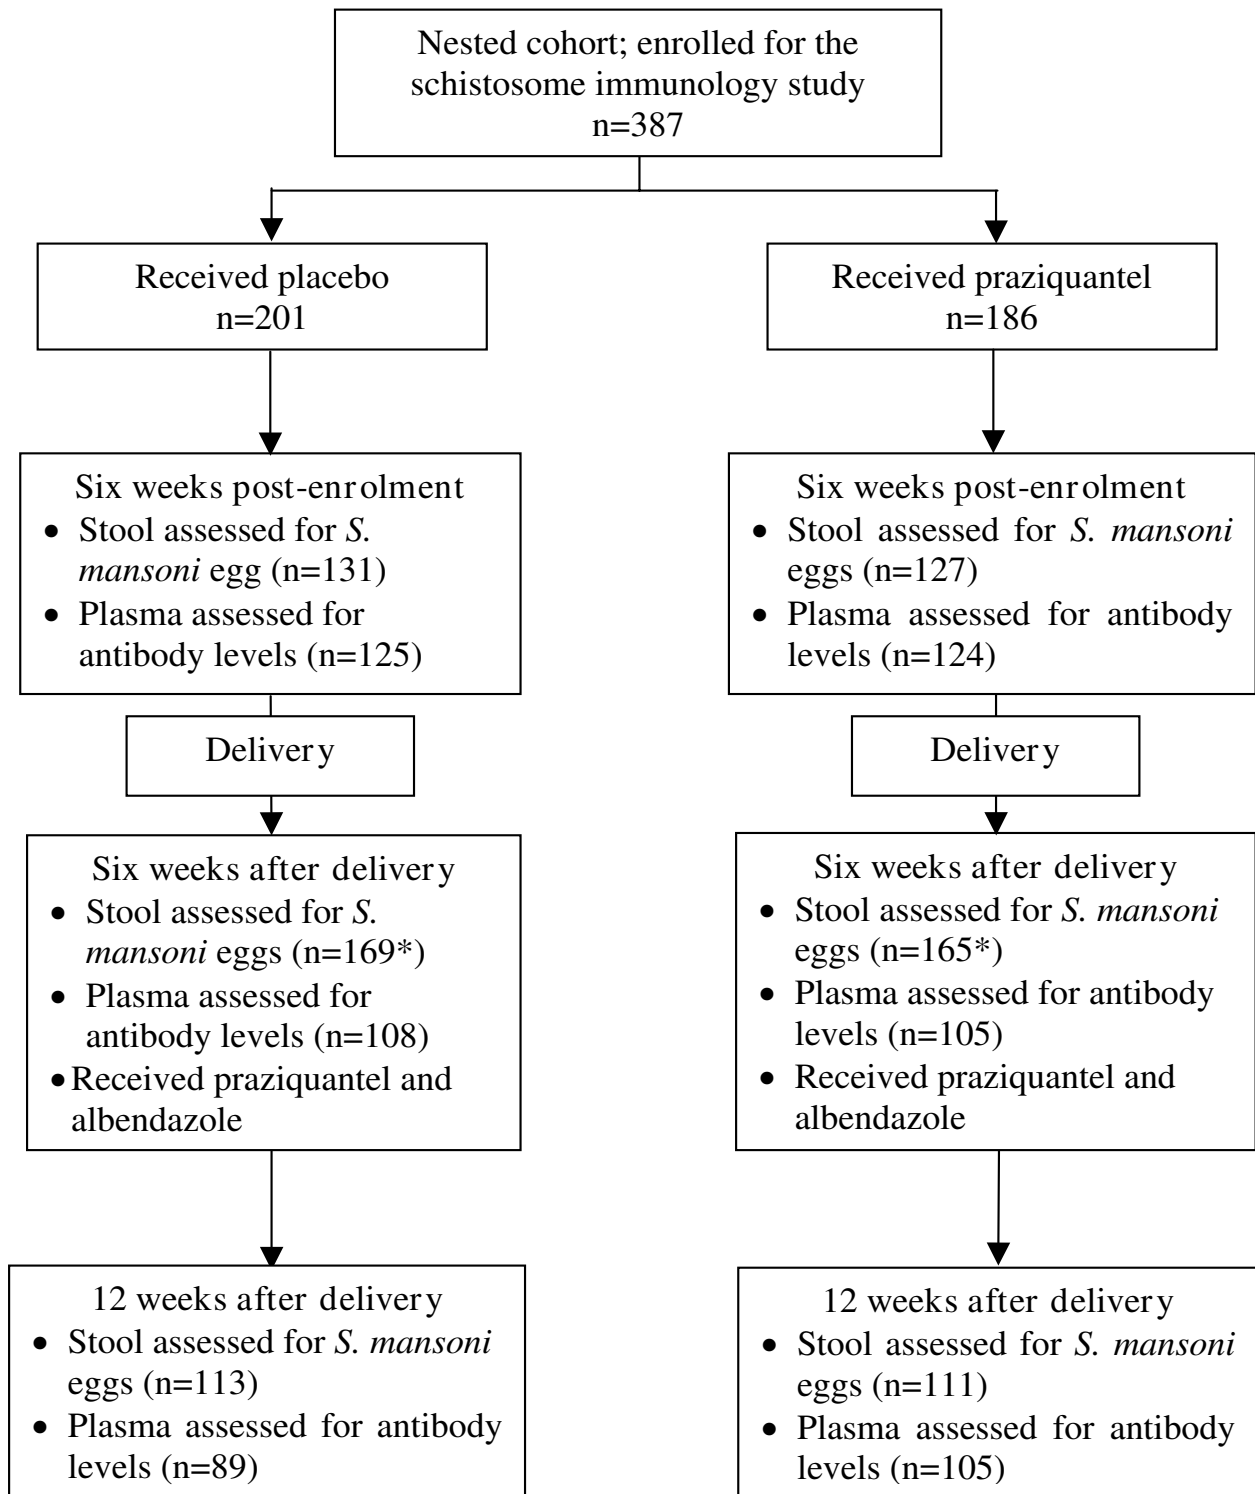 Nested cohort; enrolled for the
schistosome immunology study
n=387
Received placebo
n=201
Received praziquantel
n=186
Six weeks post-enrolment
• Stool assessed for S.
mansoni egg (n=131)
• Plasma assessed for
antibody levels (n=125)
Six weeks post-enrolment
• Stool assessed for S. mansoni
eggs (n=127)
• Plasma assessed for antibody
levels (n=124)
Delivery
Delivery
Six weeks after delivery
• Stool assessed for S.
mansoni eggs (n=169*)
• Plasma assessed for
antibody levels (n=108)
• Received praziquantel and
albendazole
Six weeks after delivery
• Stool assessed for S. mansoni
eggs (n=165*)
• Plasma assessed for antibody
levels (n=105)
• Received praziquantel and
albendazole
12 weeks after delivery
• Stool assessed for S. mansoni
eggs (n=113)
• Plasma assessed for antibody
levels (n=89)
12 weeks after delivery
• Stool assessed for S. mansoni
eggs (n=111)
• Plasma assessed for antibody
levels (n=105)